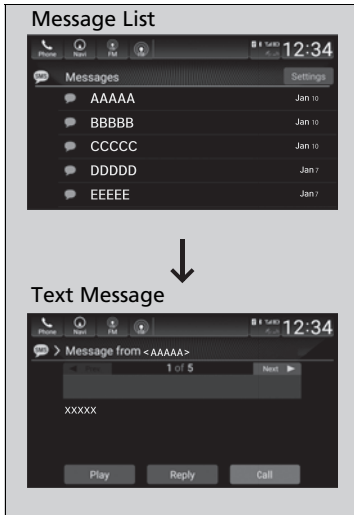 Message List
Phone Navi FM 12:34
SMS Messages Settings
AAAAA Jan 10
BBBBB Jan 10
CCCCC Jan 10
DDDDD Jan 7
EEEEE Jan 7
Text Message
Phone Navi FM 12:34
SMS > Message from <AAAAA>
1 of 5 Next
xxxxx
Play Reply Call